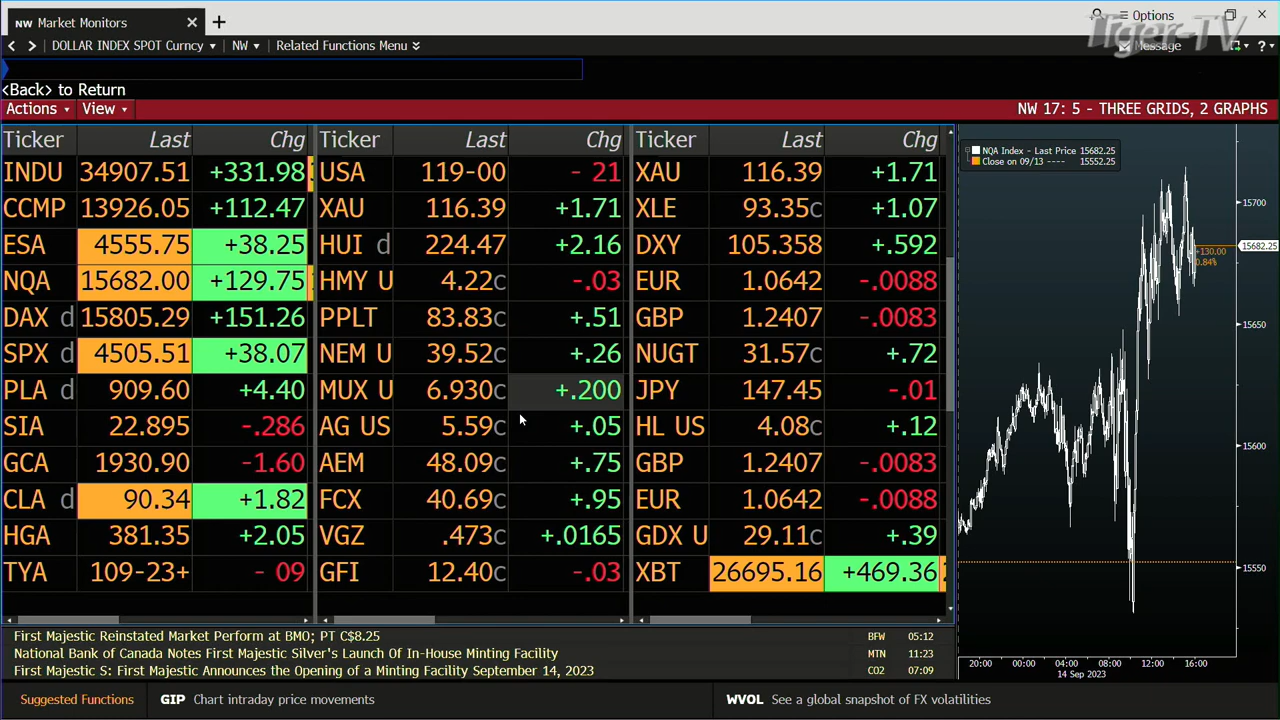 NW Market Monitors
Options
Tiger-TV
DOLLAR INDEX SPOT Curncy NW Related Functions Menu Message ?
<Back> to Return
Actions View NW 17: 5 - THREE GRIDS, 2 GRAPHS
Ticker Last Chg Ticker Last Chg Ticker Last Chg
INDU 34907.51 +331.98 USA 119-00 - 21 XAU 116.39 +1.71
CCMP 13926.05 +112.47 XAU 116.39 +1.71 XLE 93.35c +1.07
ESA 4555.75 +38.25 HUI d 224.47 +2.16 DXY 105.358 +.592
NQA 15682.00 +129.75 HMY U 4.22c -.03 EUR 1.0642 -.0088
DAX d 15805.29 +151.26 PPLT 83.83c +.51 GBP 1.2407 -.0083
SPX d 4505.51 +38.07 NEM U 39.52c +.26 NUGT 31.57c +.72
PLA d 909.60 +4.40 MUX U 6.930c +.200 JPY 147.45 -.01
SIA 22.895 -.286 AG US 5.59c +.05 HL US 4.08c +.12
GCA 1930.90 -1.60 AEM 48.09c +.75 GBP 1.2407 -.0083
CLA d 90.34 +1.82 FCX 40.69c +.95 EUR 1.0642 -.0088
HGA 381.35 +2.05 VGZ .473c +.0165 GDX U 29.11c +.39
TYA 109-23+ - 09 GFI 12.40c -.03 XBT 26695.16 +469.36
NQA Index - Last Price 15682.25
Close on 09/13 ---- 15552.25
15700
15682.25
+130.00
0.84%
15650
15600
15550
20:00 00:00 04:00 08:00 12:00 16:00
14 Sep 2023
First Majestic Reinstated Market Perform at BMO; PT C$8.25 BFW 05:12
National Bank of Canada Notes First Majestic Silver's Launch Of In-House Minting Facility MTN 11:23
First Majestic S: First Majestic Announces the Opening of a Minting Facility September 14, 2023 CO2 07:09
Suggested Functions GIP Chart intraday price movements WVOL See a global snapshot of FX volatilities